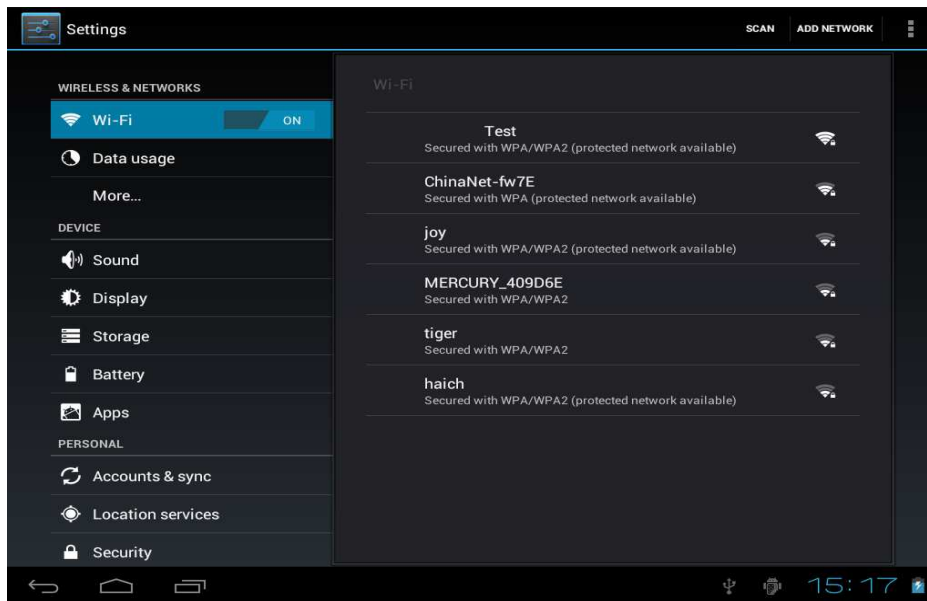 Settings
SCAN
ADD NETWORK
WIRELESS & NETWORKS
Wi-Fi
ON
Data usage
More...
DEVICE
Sound
Display
Storage
Battery
Apps
PERSONAL
Accounts & sync
Location services
Security
Wi-Fi
Test
Secured with WPA/WPA2 (protected network available)
ChinaNet-fw7E
Secured with WPA (protected network available)
joy
Secured with WPA/WPA2 (protected network available)
MERCURY_409D6E
Secured with WPA/WPA2
tiger
Secured with WPA/WPA2
haich
Secured with WPA/WPA2 (protected network available)
15:17